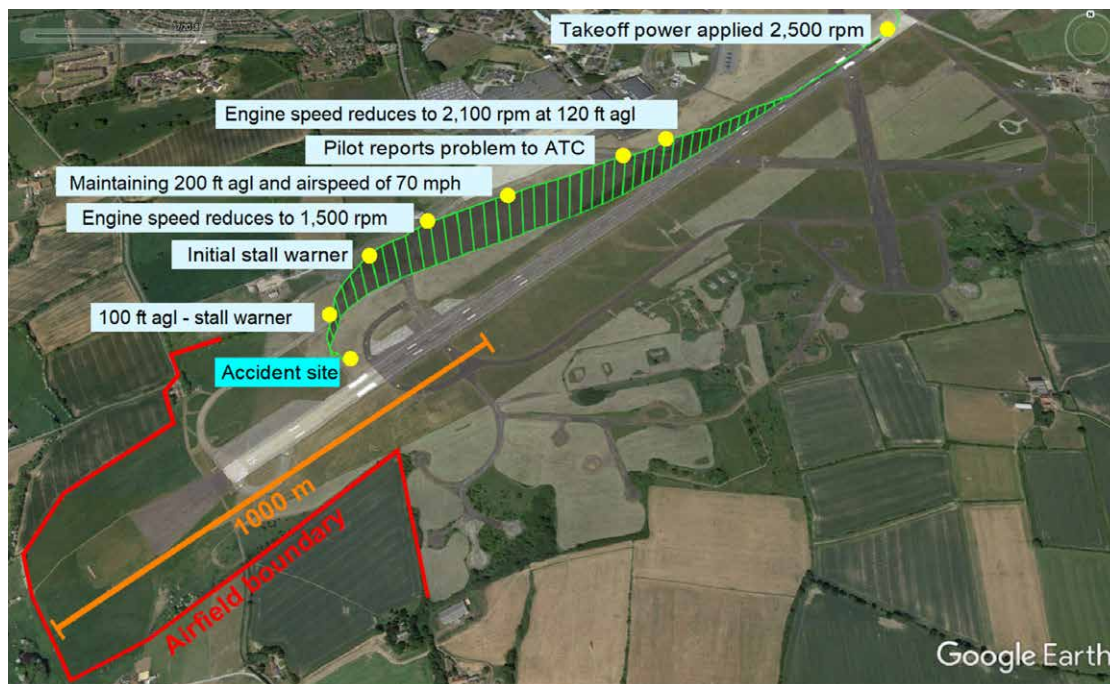 Takeoff power applied 2,500 rpm
Engine speed reduces to 2,100 rpm at 120 ft agl
Pilot reports problem to ATC
Maintaining 200 ft agl and airspeed of 70 mph
Engine speed reduces to 1,500 rpm
Initial stall warner
100 ft agl - stall warner
Accident site
1000 m
Airfield boundary
Google Earth